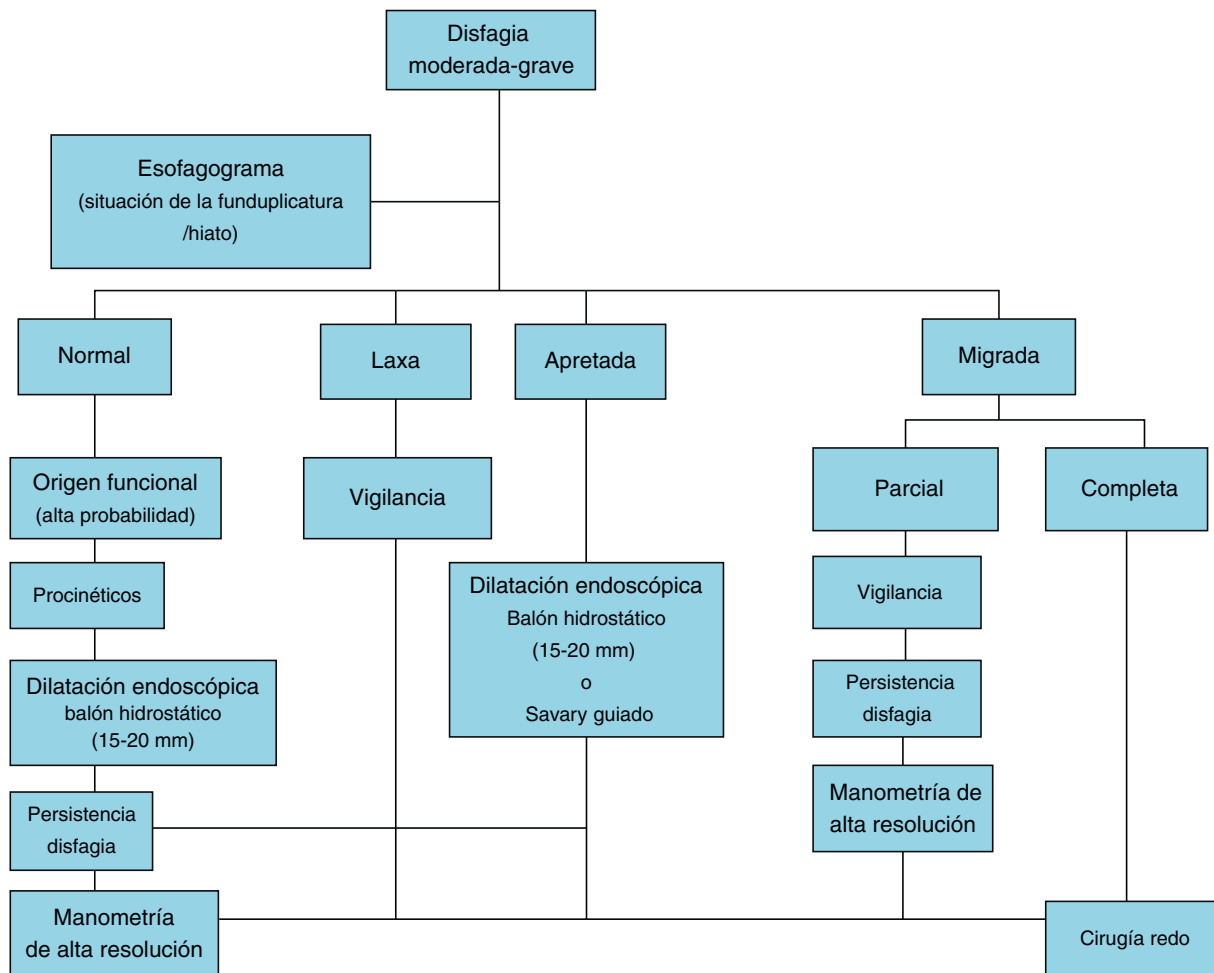 Disfagia
moderada-grave
Esofagograma
(situación de la funduplicatura
/hiato)
Normal
Laxa
Apretada
Migrada
Origen funcional
(alta probabilidad)
Vigilancia
Parcial
Completa
Procinéticos
Dilatación endoscópica
Balón hidrostático
(15-20 mm)
o
Savary guiado
Vigilancia
Dilatación endoscópica
balón hidrostático
(15-20 mm)
Persistencia
disfagia
Persistencia
disfagia
Manometría de
alta resolución
Manometría
de alta resolución
Cirugía redo